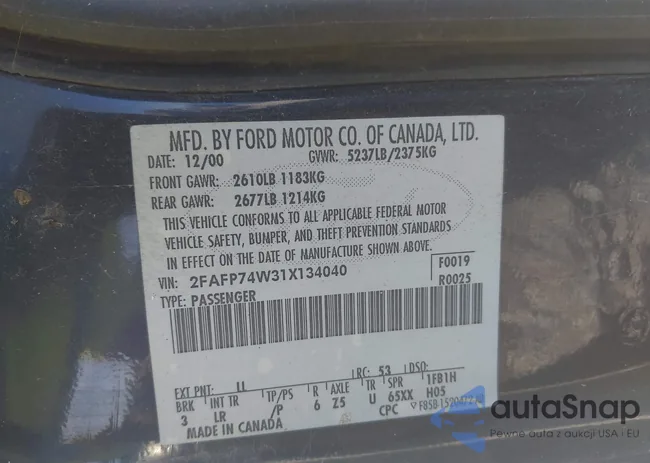 MFD. BY FORD MOTOR CO. OF CANADA, LTD.
DATE: 12/00 GVWR: 5237LB/2375KG
FRONT GAWR: 2610LB 1183KG
REAR GAWR: 2677LB 1214KG
THIS VEHICLE CONFORMS TO ALL APPLICABLE FEDERAL MOTOR
VEHICLE SAFETY, BUMPER, AND THEFT PREVENTION STANDARDS
IN EFFECT ON THE DATE OF MANUFACTURE SHOWN ABOVE.
VIN: 2FAFP74W31X134040 F0019
TYPE: PASSENGER R0025
EXT PNT: LL RC: 53 DSO:
BRK INT TR TP/PS R AXLE TR SPR 1FB1H
3 LR /P 6 Z5 U 65XX H05
MADE IN CANADA CPC
autaSnap
Pewne auta z aukcji USA i EU